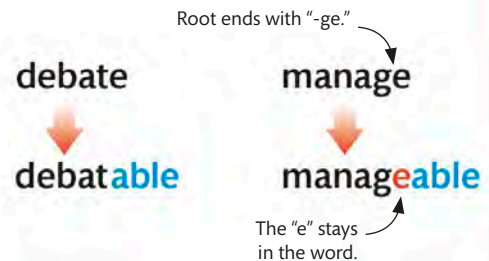 Root ends with “-ge.”
debate
manage
debatable
manageable
The “e” stays
in the word.